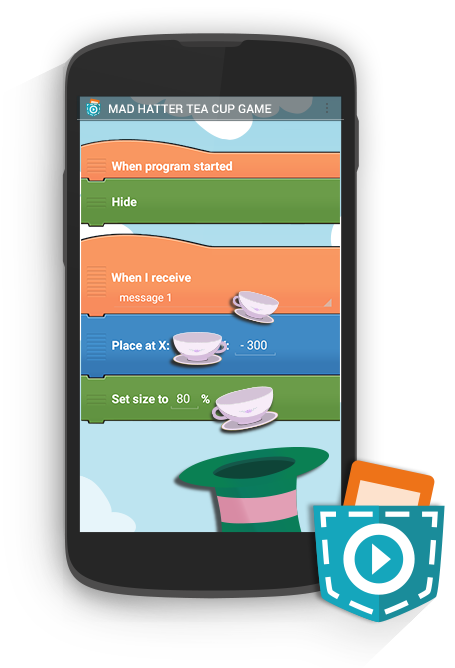 MAD HATTER TEA CUP GAME
When program started
Hide
When I receive
message 1
Place at X: : - 300
Set size to 80 %